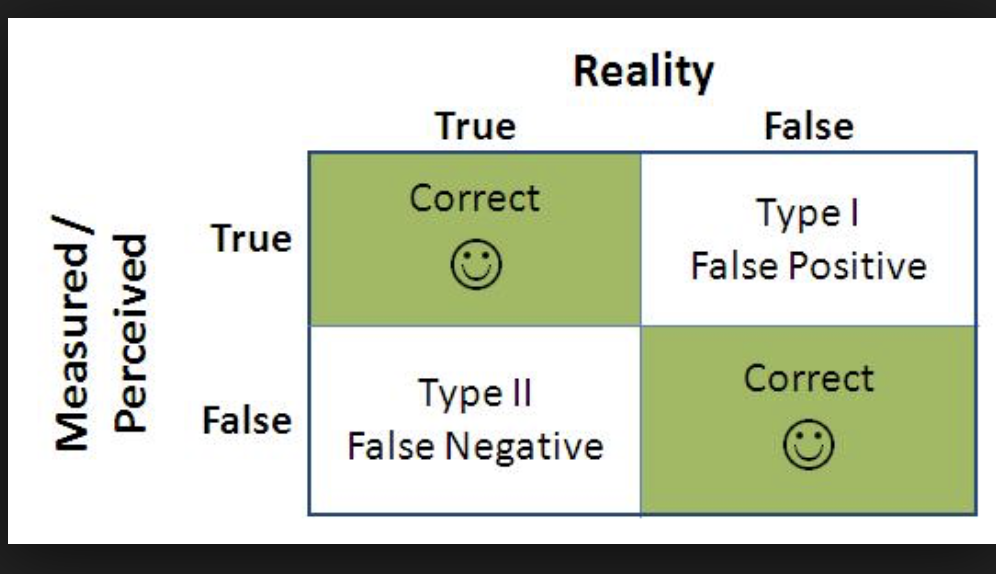 Reality
True
False
Measured /
Perceived
True
Correct
Type I
False Positive
False
Type II
False Negative
Correct